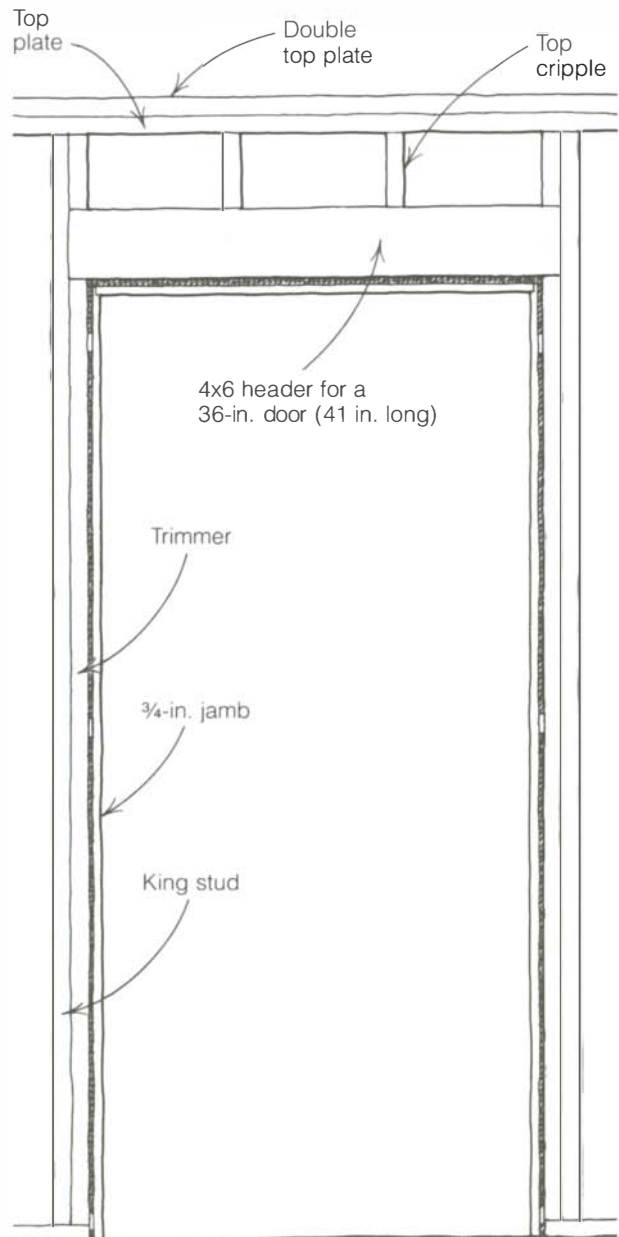 Top
plate
Double
top plate
Top
cripple
4x6 header for a
36-in. door (41 in. long)
Trimmer
¾-in. jamb
King stud